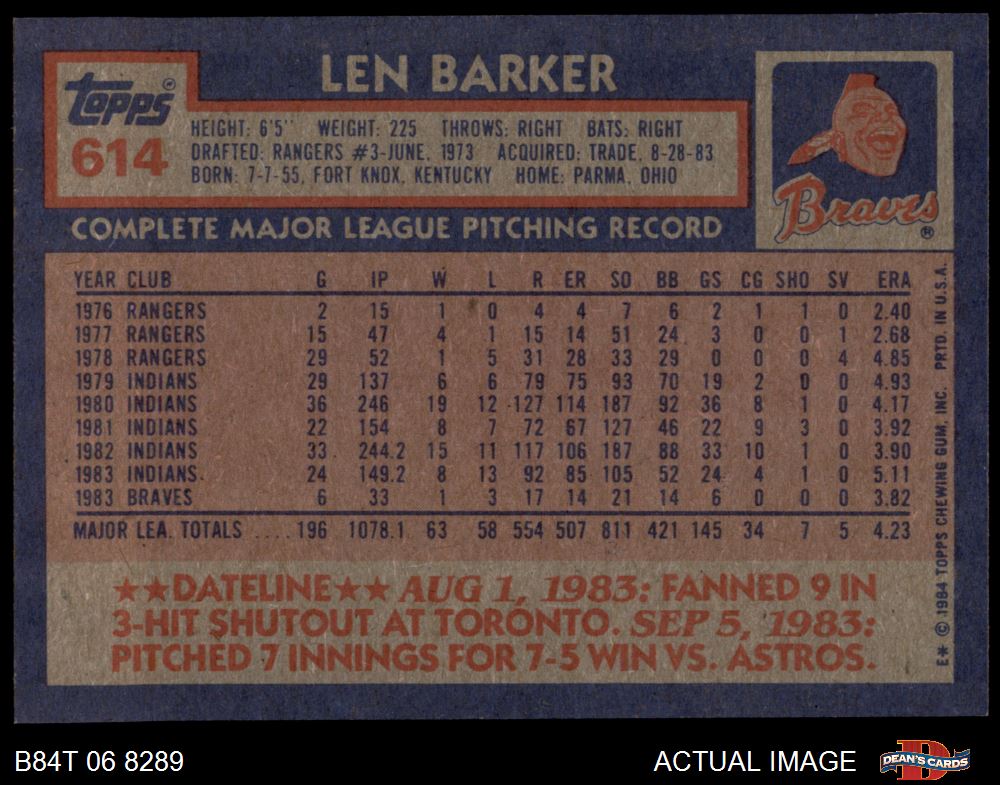 LEN BARKER
Topps®
614
HEIGHT: 6'5" WEIGHT: 225 THROWS: RIGHT BATS: RIGHT
DRAFTED: RANGERS #3-JUNE, 1973 ACQUIRED: TRADE, 8-28-83
BORN: 7-7-55, FORT KNOX, KENTUCKY HOME: PARMA, OHIO
Braves®
COMPLETE MAJOR LEAGUE PITCHING RECORD
YEAR CLUB G IP W L R ER SO BB GS CG SHO SV ERA
1976 RANGERS 2 15 1 0 4 4 7 6 2 1 1 0 2.40
1977 RANGERS 15 47 4 1 15 14 51 24 3 0 0 1 2.68
1978 RANGERS 29 52 1 5 31 28 33 29 0 0 0 4 4.85
1979 INDIANS 29 137 6 6 79 75 93 70 19 2 0 0 4.93
1980 INDIANS 36 246 19 12 127 114 187 92 36 8 1 0 4.17
1981 INDIANS 22 154 8 7 72 67 127 46 22 9 3 0 3.92
1982 INDIANS 33 244.2 15 11 117 106 187 88 33 10 1 0 3.90
1983 INDIANS 24 149.2 8 13 92 85 105 52 24 4 1 0 5.11
1983 BRAVES 6 33 1 3 17 14 21 14 6 0 0 0 3.82
MAJOR LEA. TOTALS .... 196 1078.1 63 58 554 507 811 421 145 34 7 5 4.23
★★DATELINE★★ AUG 1, 1983: FANNED 9 IN
3-HIT SHUTOUT AT TORONTO. SEP 5, 1983:
PITCHED 7 INNINGS FOR 7-5 WIN VS. ASTROS.
E* © 1984 TOPPS CHEWING GUM, INC. PRTD. IN U.S.A.
B84T 06 8289
ACTUAL IMAGE
DEAN'S CARDS